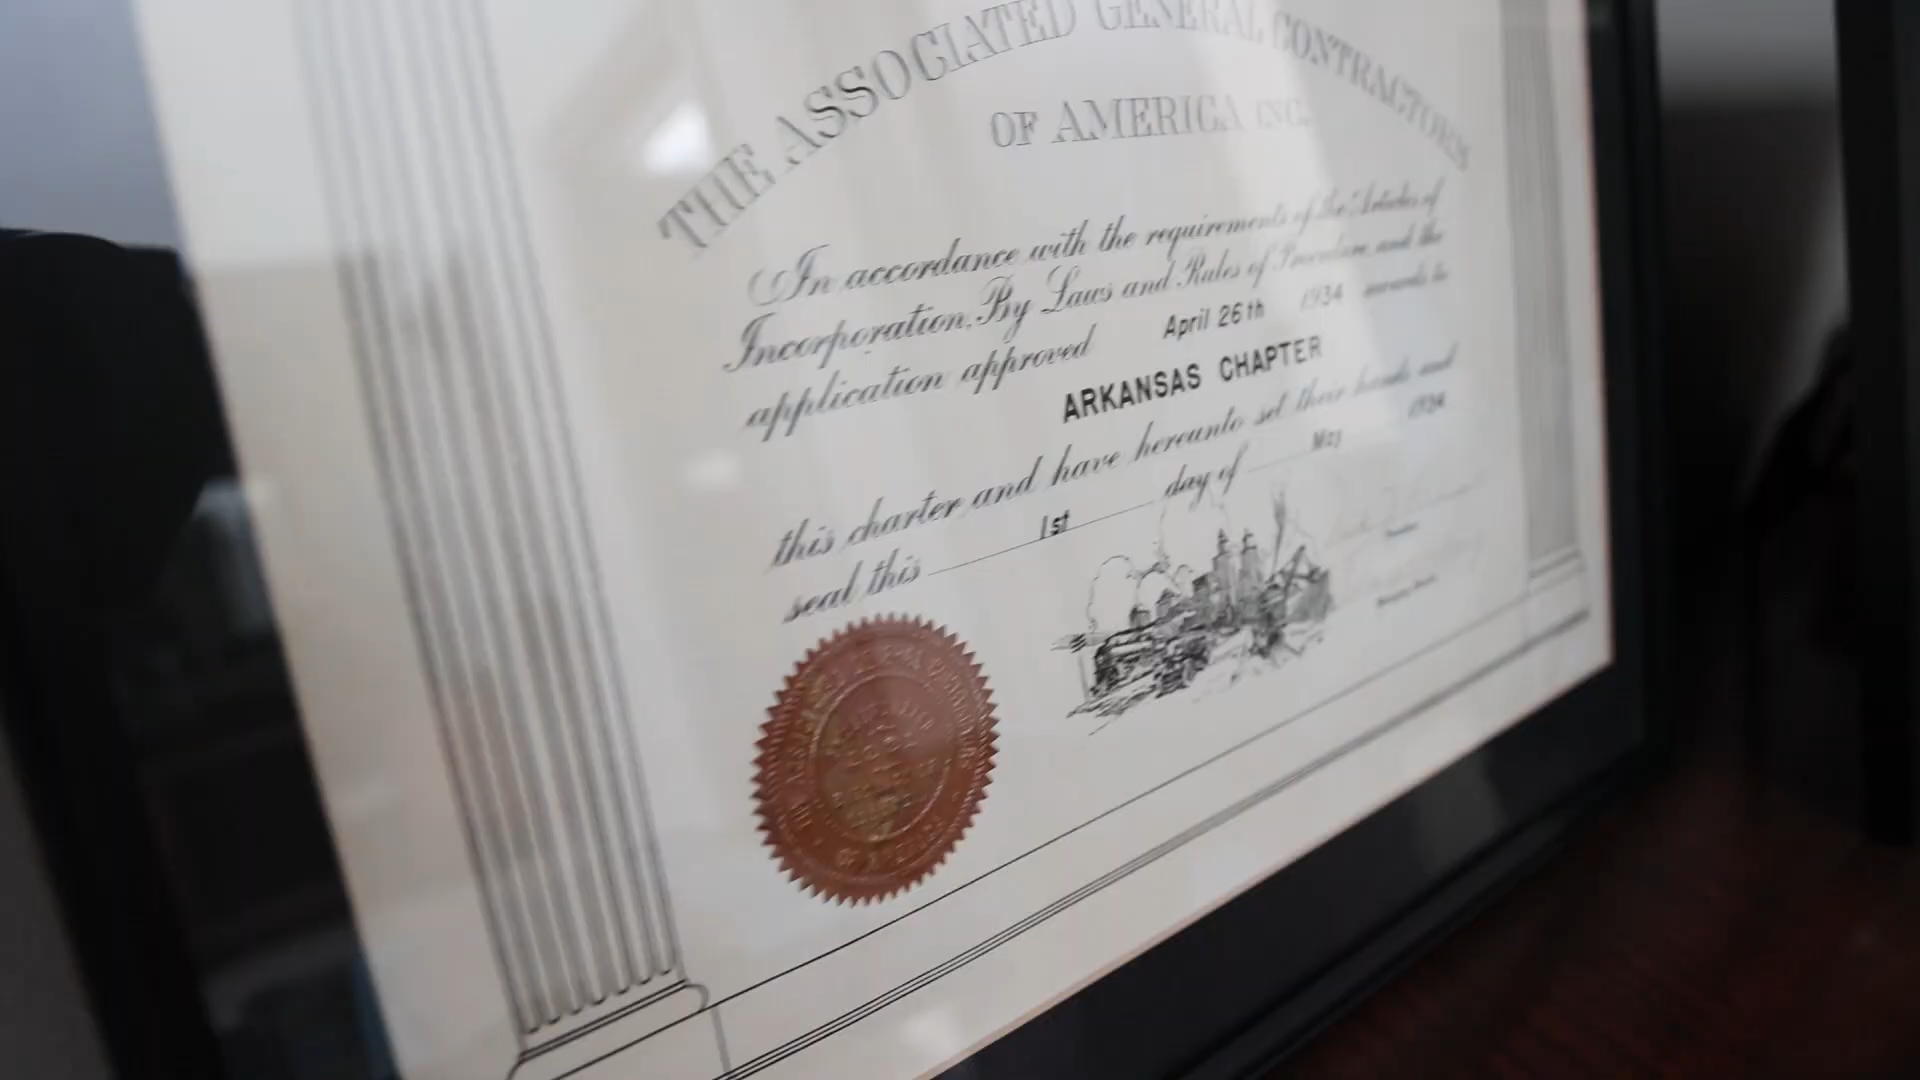 THE ASSOCIATED GENERAL CONTRACTORS
OF AMERICA INC.
In accordance with the requirements of the Articles of
Incorporation, By Laws and Rules of Procedure and the
application approved April 26th 1934 awards to
ARKANSAS CHAPTER
this charter and have hereunto set their hands and
seal this 1st day of May 1934